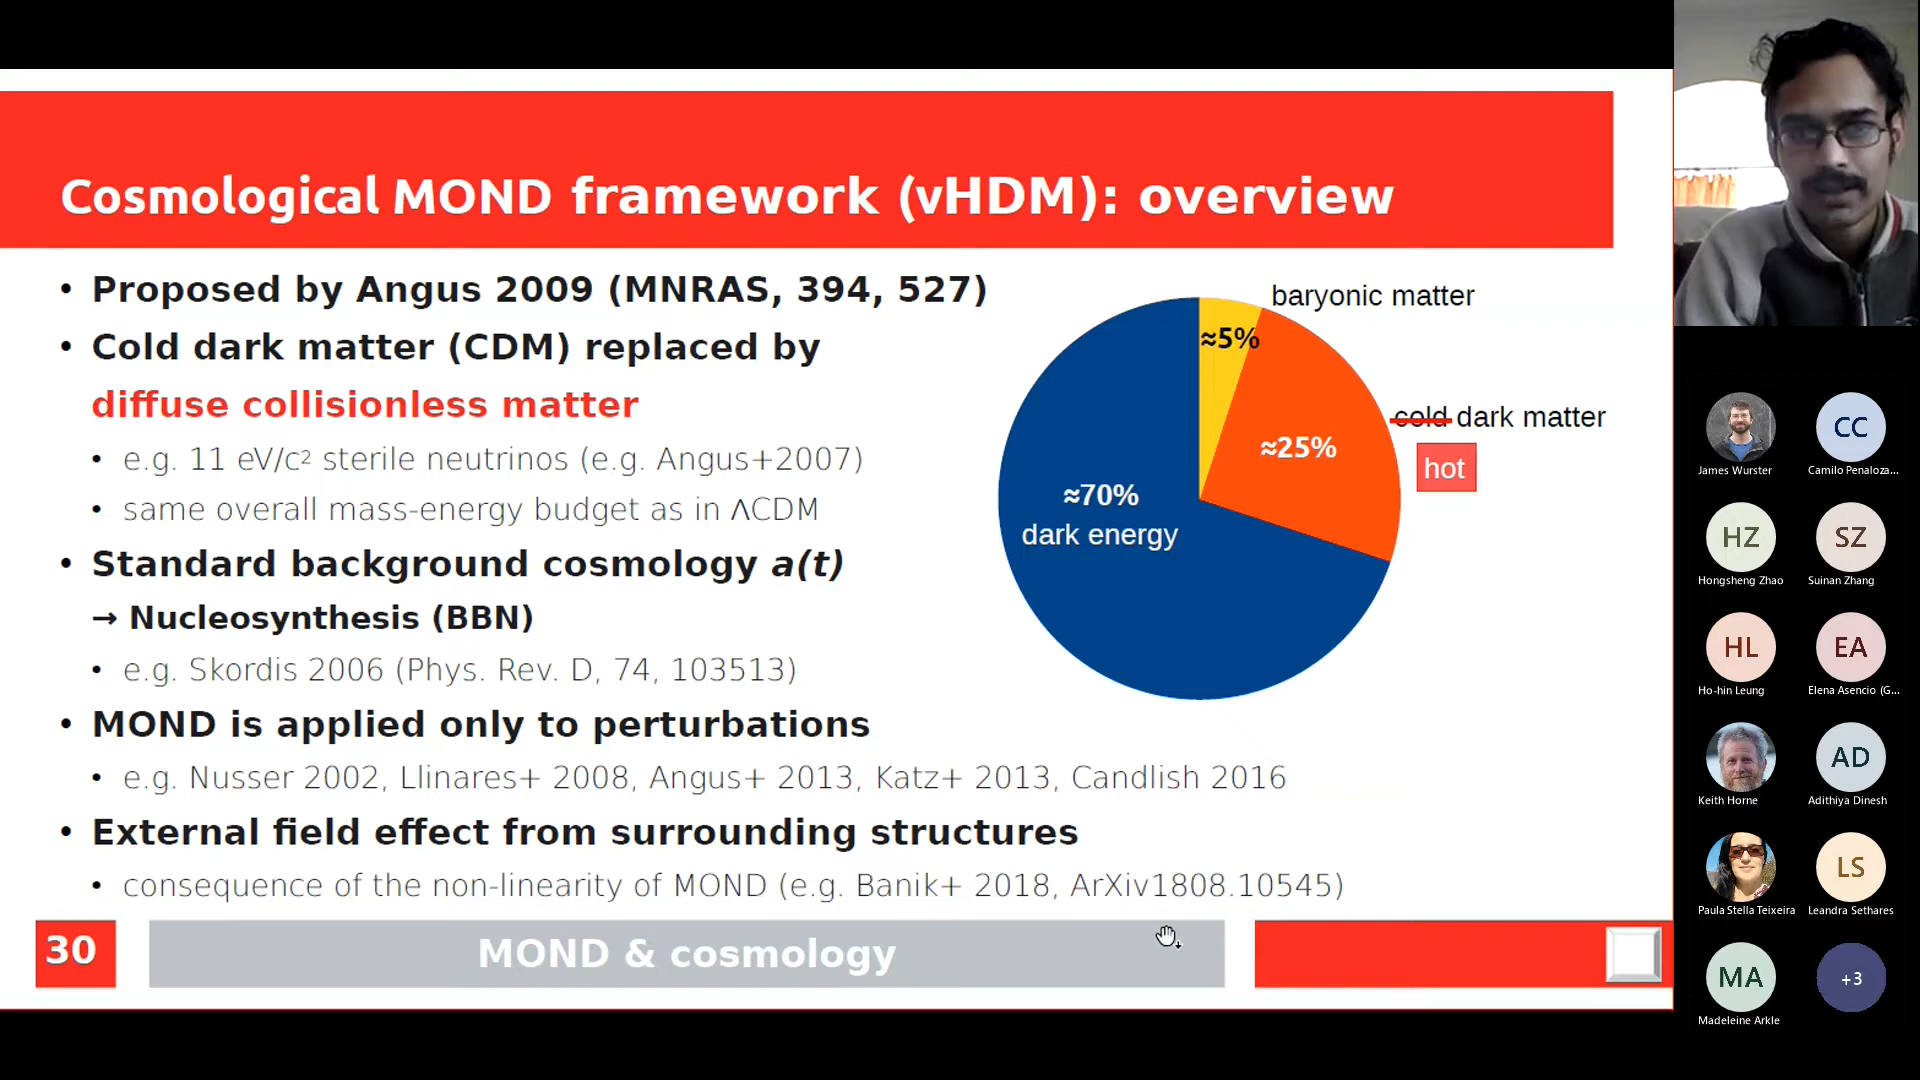 Cosmological MOND framework (νHDM): overview
• Proposed by Angus 2009 (MNRAS, 394, 527)
• Cold dark matter (CDM) replaced by
diffuse collisionless matter
• e.g. 11 eV/c² sterile neutrinos (e.g. Angus+2007)
• same overall mass-energy budget as in ΛCDM
• Standard background cosmology a(t)
→ Nucleosynthesis (BBN)
• e.g. Skordis 2006 (Phys. Rev. D, 74, 103513)
• MOND is applied only to perturbations
• e.g. Nusser 2002, Llinares+ 2008, Angus+ 2013, Katz+ 2013, Candlish 2016
• External field effect from surrounding structures
• consequence of the non-linearity of MOND (e.g. Banik+ 2018, ArXiv1808.10545)
baryonic matter
≈5%
cold dark matter
hot
≈25%
≈70%
dark energy
30
MOND & cosmology
James Wurster
CC
Camilo Penaloza...
HZ
Hongsheng Zhao
SZ
Suinan Zhang
HL
Ho-hin Leung
EA
Elena Asencio (G...
Keith Horne
AD
Adithiya Dinesh
Paula Stella Teixeira
LS
Leandra Sethares
MA
Madeleine Arkle
+3